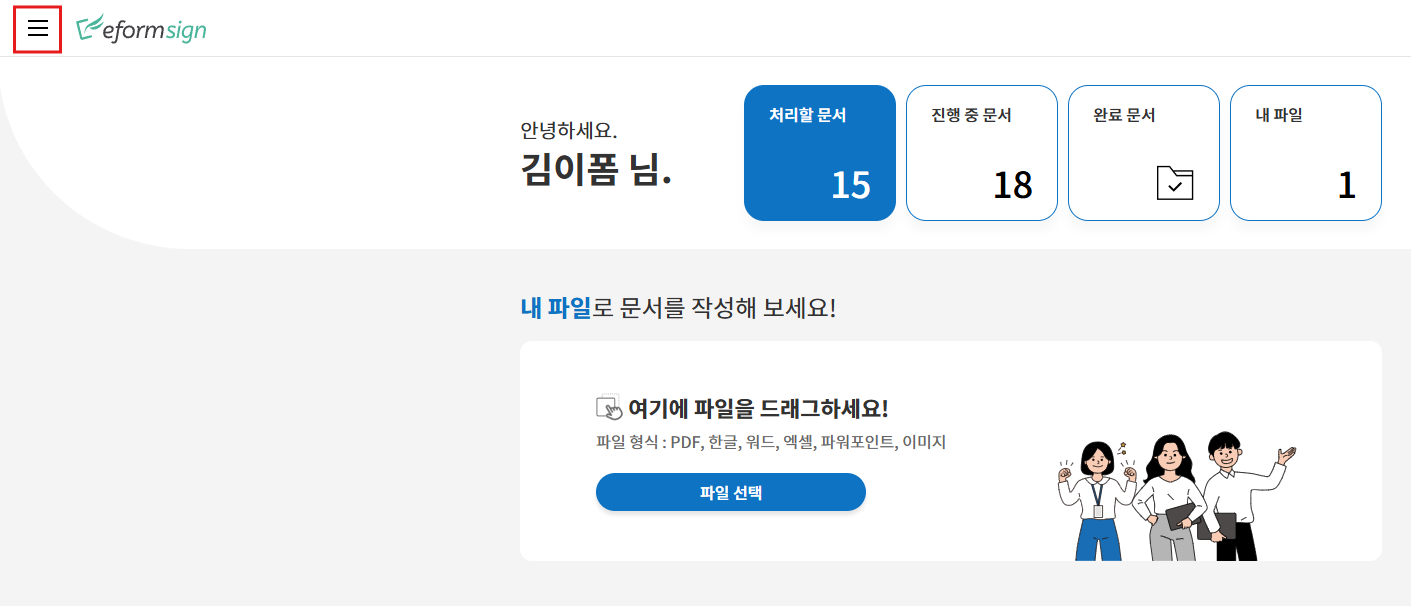 eformsign
안녕하세요.
김이폼 님.
처리할 문서
15
진행 중 문서
18
완료 문서
내 파일
1
내 파일로 문서를 작성해 보세요!
여기에 파일을 드래그하세요!
파일 형식 : PDF, 한글, 워드, 엑셀, 파워포인트, 이미지
파일 선택